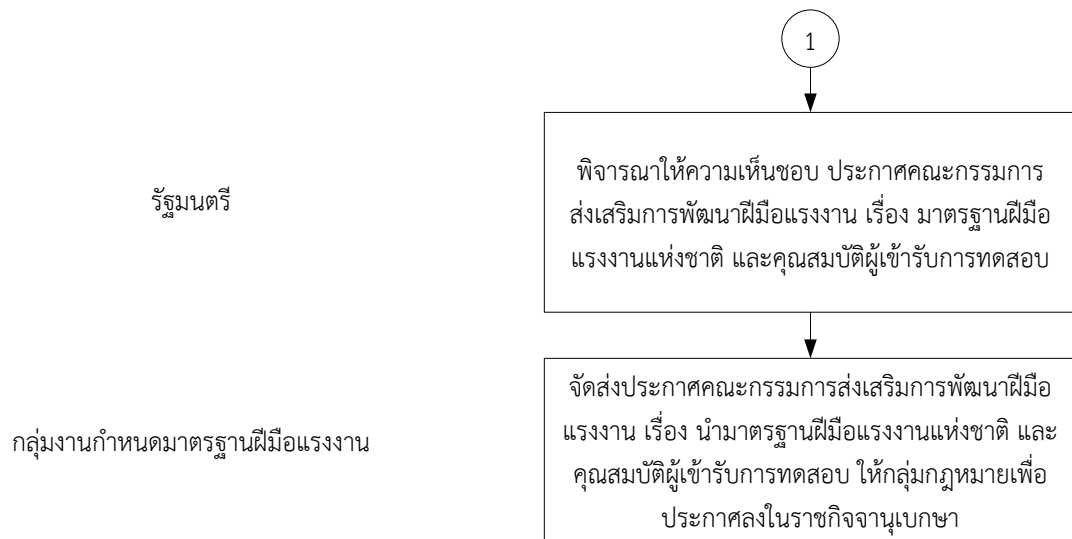 1
รัฐมนตรี
พิจารณาให้ความเห็นชอบ ประกาศคณะกรรมการ
ส่งเสริมการพัฒนาฝีมือแรงงาน เรื่อง มาตรฐานฝีมือ
แรงงานแห่งชาติ และคุณสมบัติผู้เข้ารับการทดสอบ
กลุ่มงานกำหนดมาตรฐานฝีมือแรงงาน
จัดส่งประกาศคณะกรรมการส่งเสริมการพัฒนาฝีมือ
แรงงาน เรื่อง นำมาตรฐานฝีมือแรงงานแห่งชาติ และ
คุณสมบัติผู้เข้ารับการทดสอบ ให้กลุ่มกฎหมายเพื่อ
ประกาศลงในราชกิจจานุเบกษา